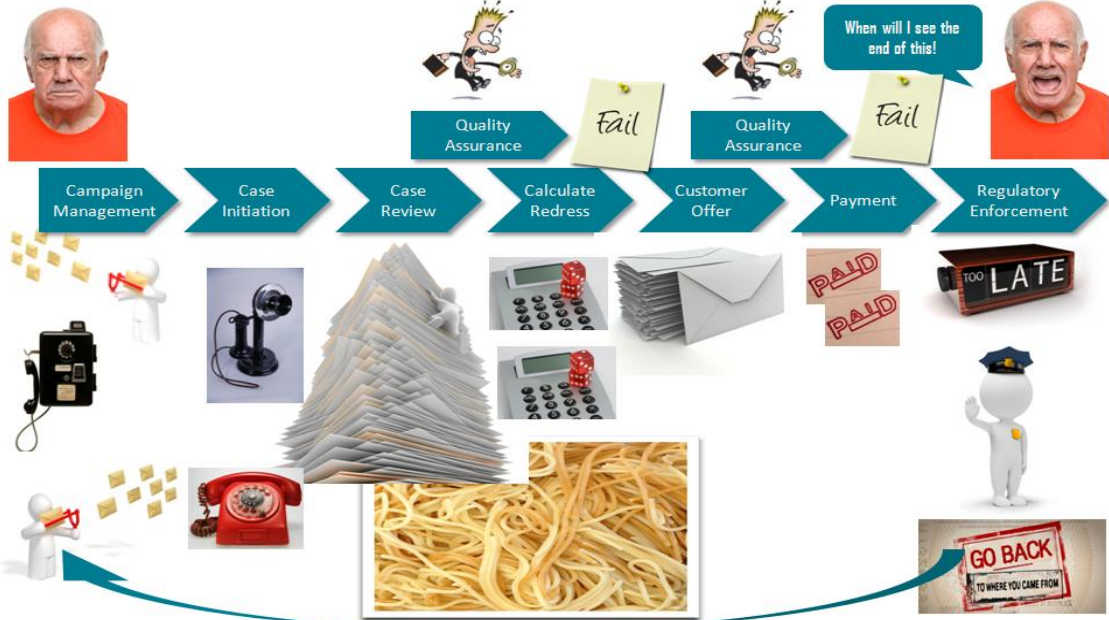 When will I see the
end of this!
Quality
Assurance
Fail
Quality
Assurance
Fail
Campaign
Management
Case
Initiation
Case
Review
Calculate
Redress
Customer
Offer
Payment
Regulatory
Enforcement
PAID
PAID
TOO LATE
GO BACK
TO WHERE YOU CAME FROM